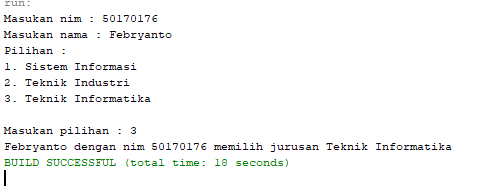 run:
Masukan nim : 50170176
Masukan nama : Febryanto
Pilihan :
1. Sistem Informasi
2. Teknik Industri
3. Teknik Informatika
Masukan pilihan : 3
Febryanto dengan nim 50170176 memilih jurusan Teknik Informatika
BUILD SUCCESSFUL (total time: 18 seconds)